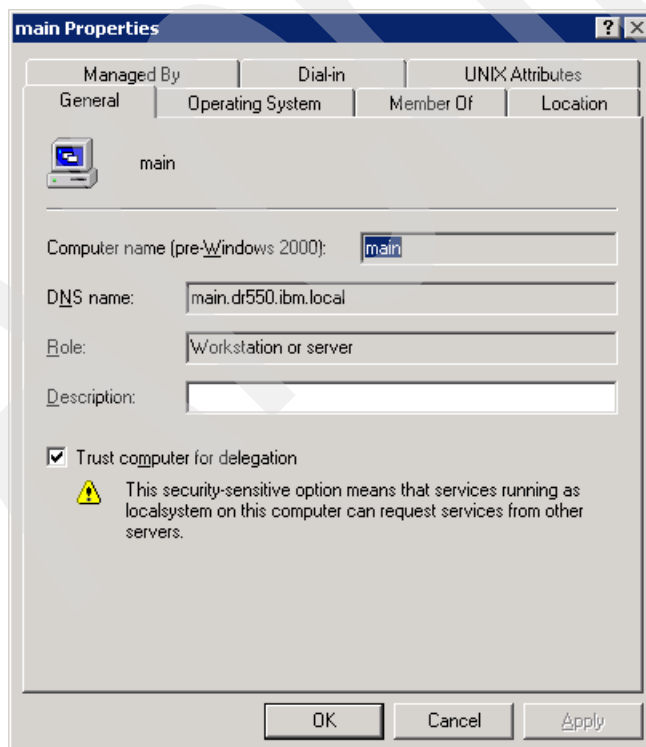 main Properties
? ×
Managed By Dial-in UNIX Attributes
General Operating System Member Of Location
main
Computer name (pre-Windows 2000): main
DNS name: main.dr550.ibm.local
Role: Workstation or server
Description:
Trust computer for delegation
This security-sensitive option means that services running as
localsystem on this computer can request services from other
servers.
OK Cancel Apply